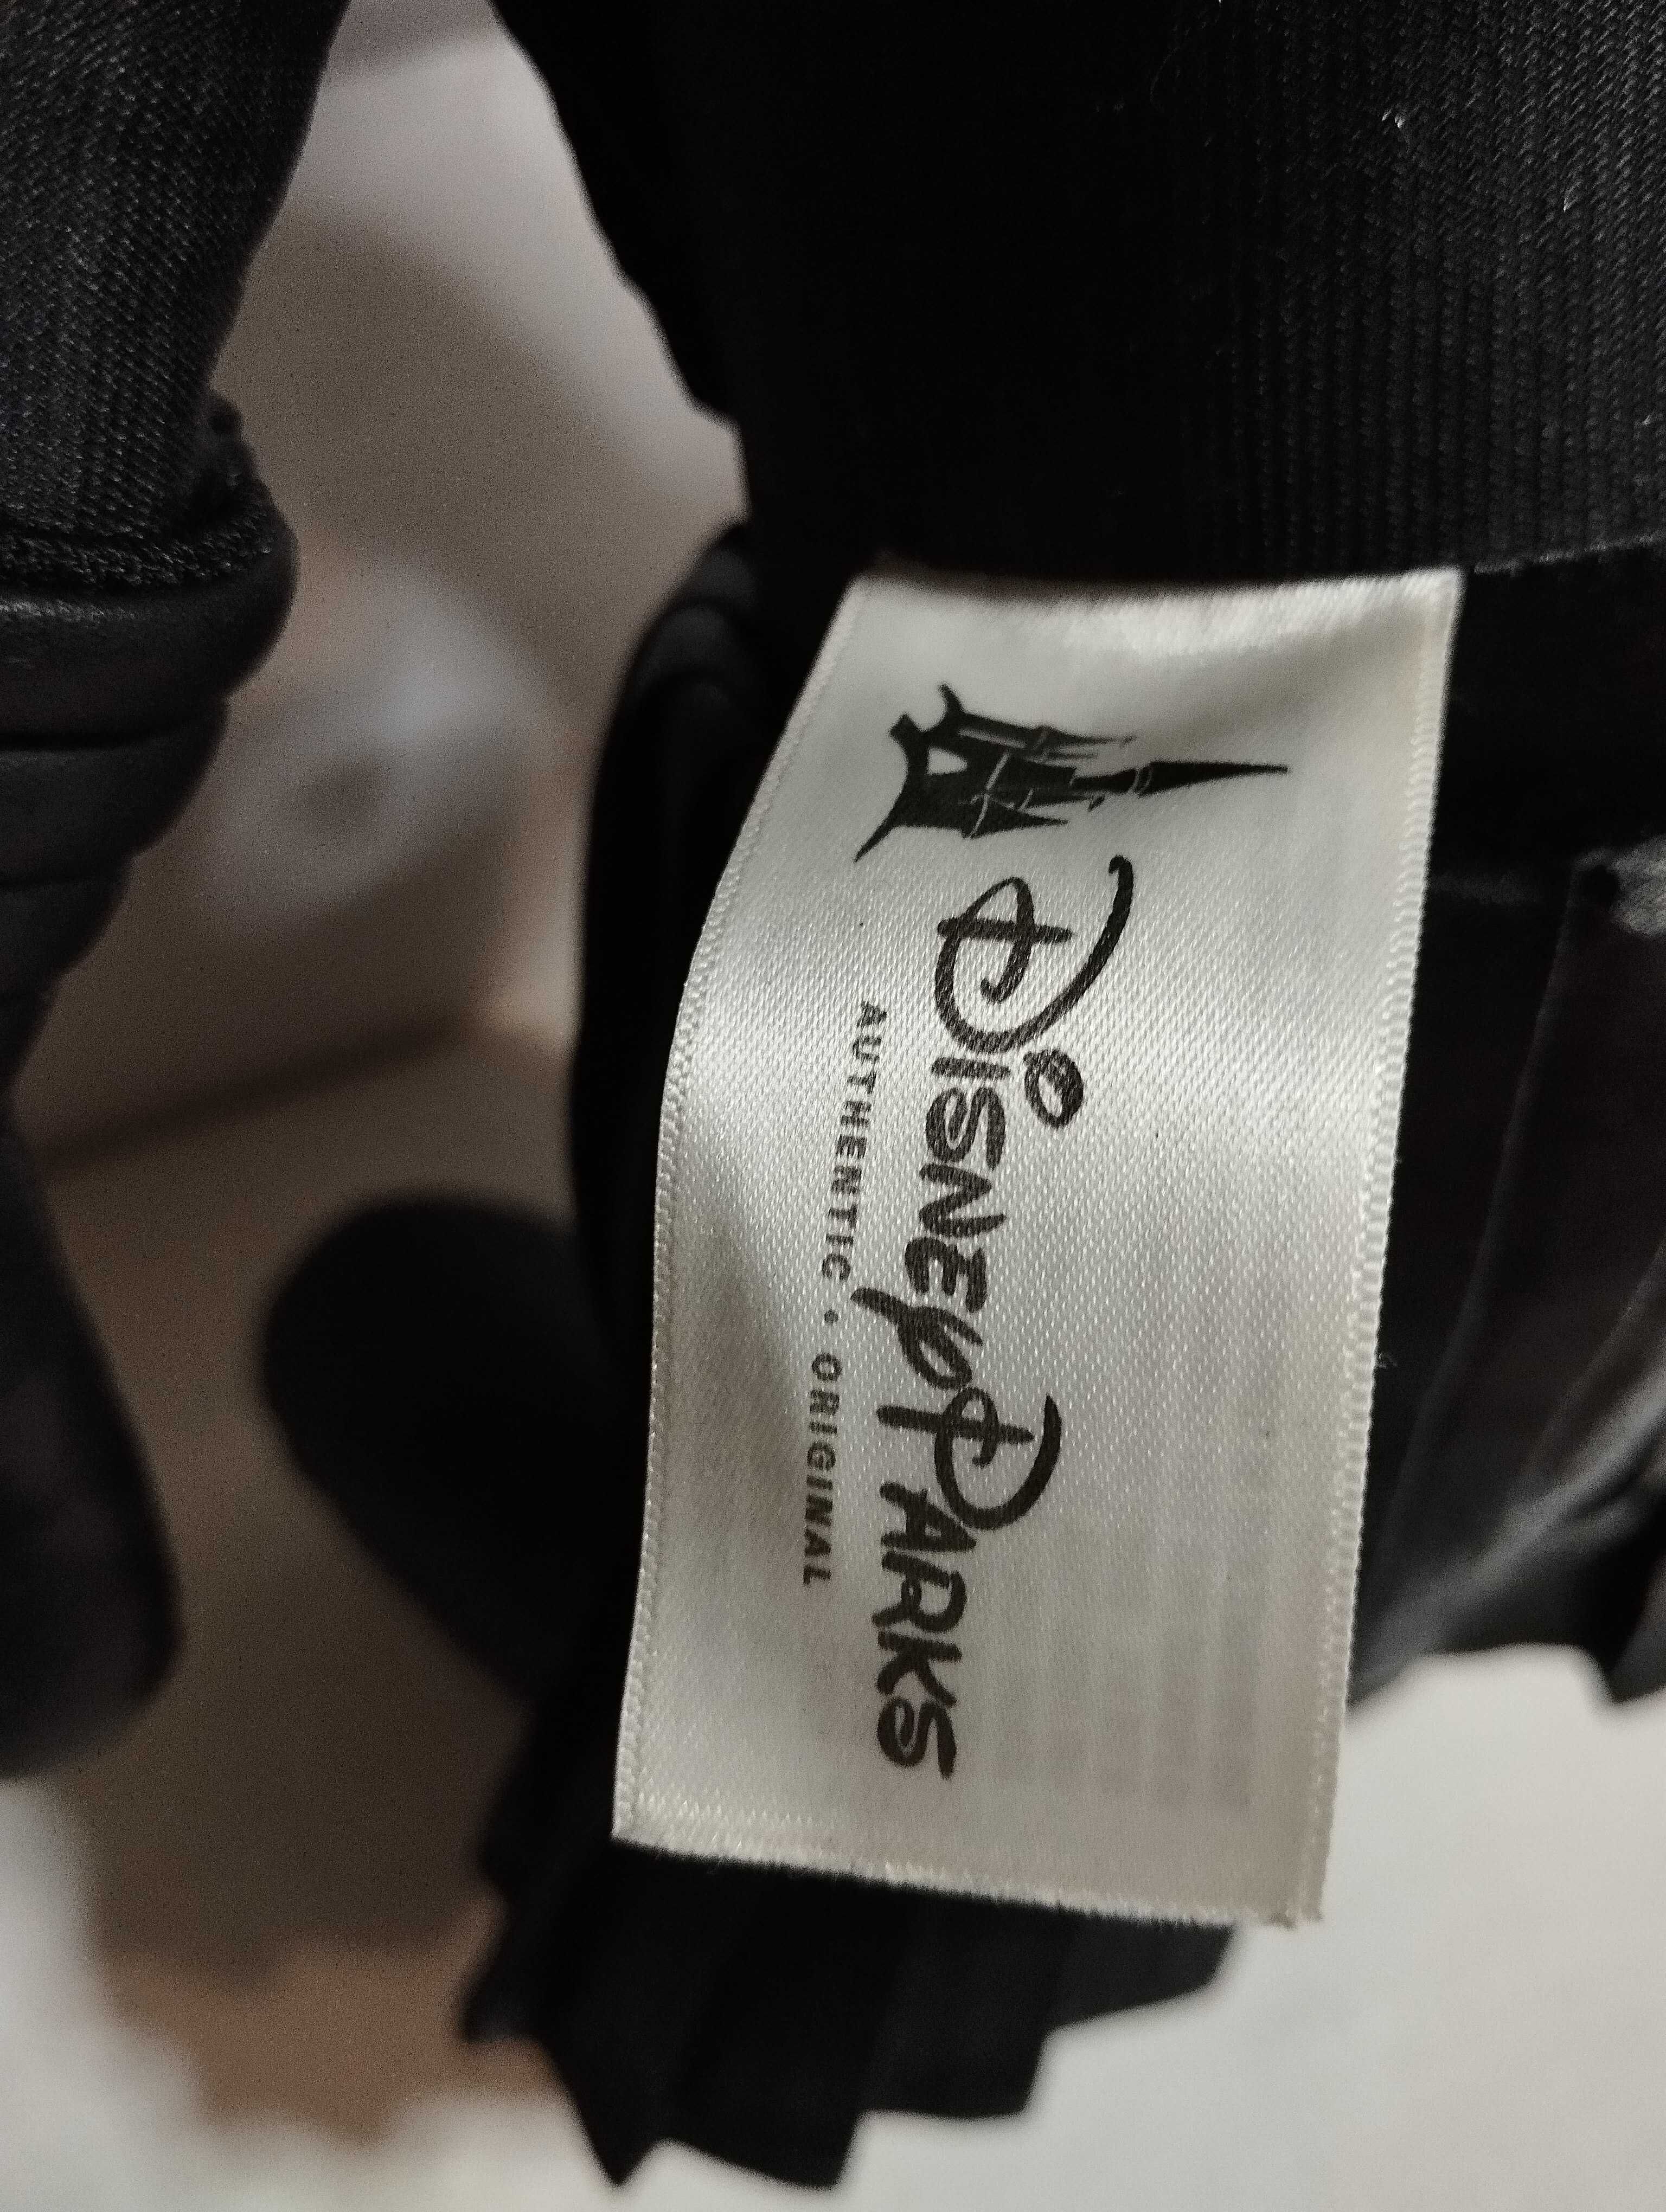 Disney Parks
AUTHENTIC • ORIGINAL